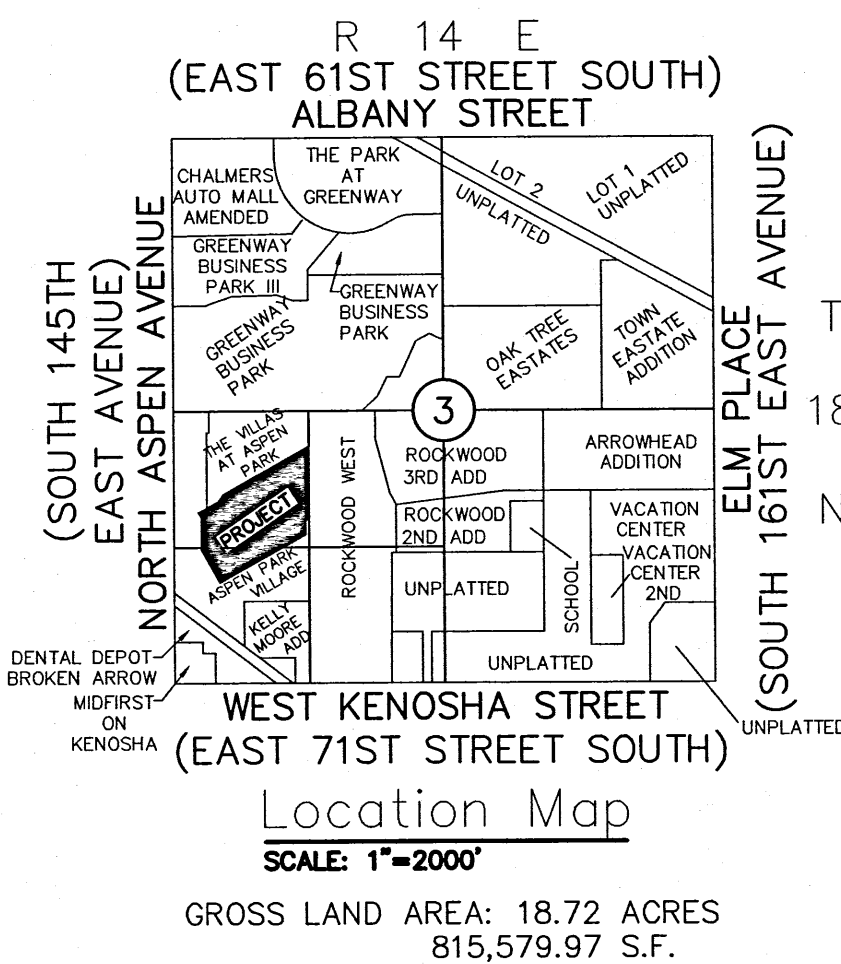 R 14 E
(EAST 61ST STREET SOUTH)
ALBANY STREET
(SOUTH 145TH
EAST AVENUE)
NORTH ASPEN AVENUE
CHALMERS
AUTO MALL
AMENDED
THE PARK
AT
GREENWAY
LOT 2
UNPLATTED
LOT 1
UNPLATTED
GREENWAY
BUSINESS
PARK III
GREENWAY
BUSINESS
PARK
GREENWAY
BUSINESS
PARK
OAK TREE
EASTATES
TOWN
EASTATE
ADDITION
3
THE VILLAS
AT ASPEN
PARK
PROJECT
ASPEN PARK
VILLAGE
KELLY
MOORE
ADD
ROCKWOOD WEST
ROCKWOOD
3RD ADD
ROCKWOOD
2ND ADD
UNPLATTED
SCHOOL
ARROWHEAD
ADDITION
VACATION
CENTER
VACATION
CENTER
2ND
UNPLATTED
ELM PLACE
(SOUTH 161ST EAST AVENUE)
T
18
N
DENTAL DEPOT
BROKEN ARROW
MIDFIRST
ON
KENOSHA
UNPLATTED
WEST KENOSHA STREET
(EAST 71ST STREET SOUTH)
Location Map
SCALE: 1"=2000'
GROSS LAND AREA: 18.72 ACRES
815,579.97 S.F.